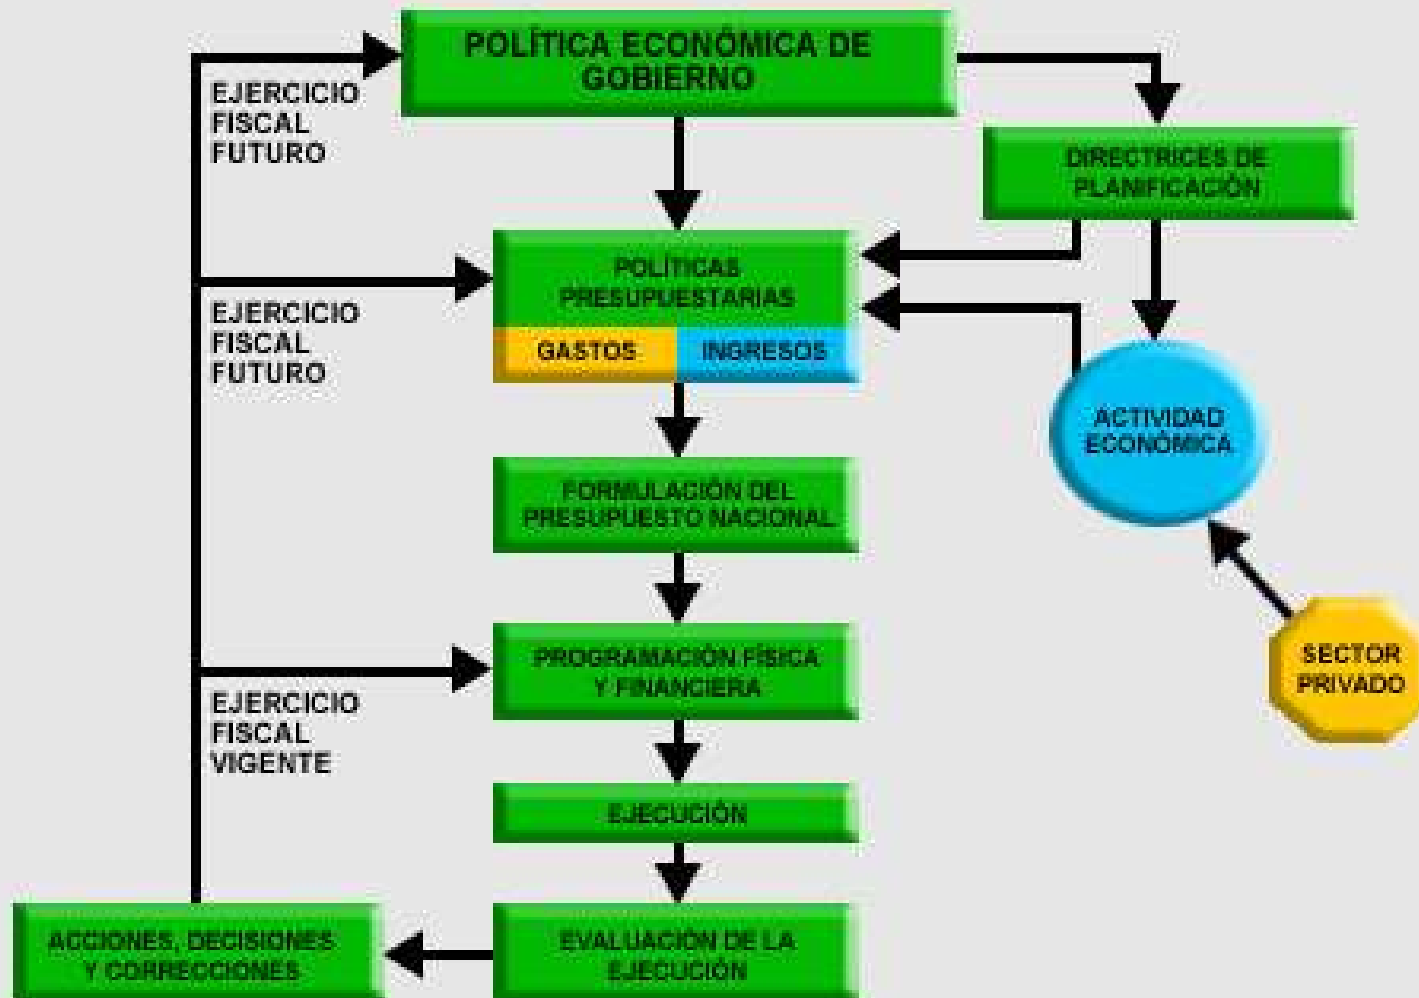 POLÍTICA ECONÓMICA DE
GOBIERNO
EJERCICIO
FISCAL
FUTURO
DIRECTRICES DE
PLANIFICACIÓN
POLÍTICAS
PRESUPUESTARIAS
GASTOS
INGRESOS
EJERCICIO
FISCAL
FUTURO
ACTIVIDAD
ECONÓMICA
FORMULACIÓN DEL
PRESUPUESTO NACIONAL
PROGRAMACIÓN FÍSICA
Y FINANCIERA
SECTOR
PRIVADO
EJERCICIO
FISCAL
VIGENTE
EJECUCIÓN
ACCIONES, DECISIONES
Y CORRECCIONES
EVALUACIÓN DE LA
EJECUCIÓN